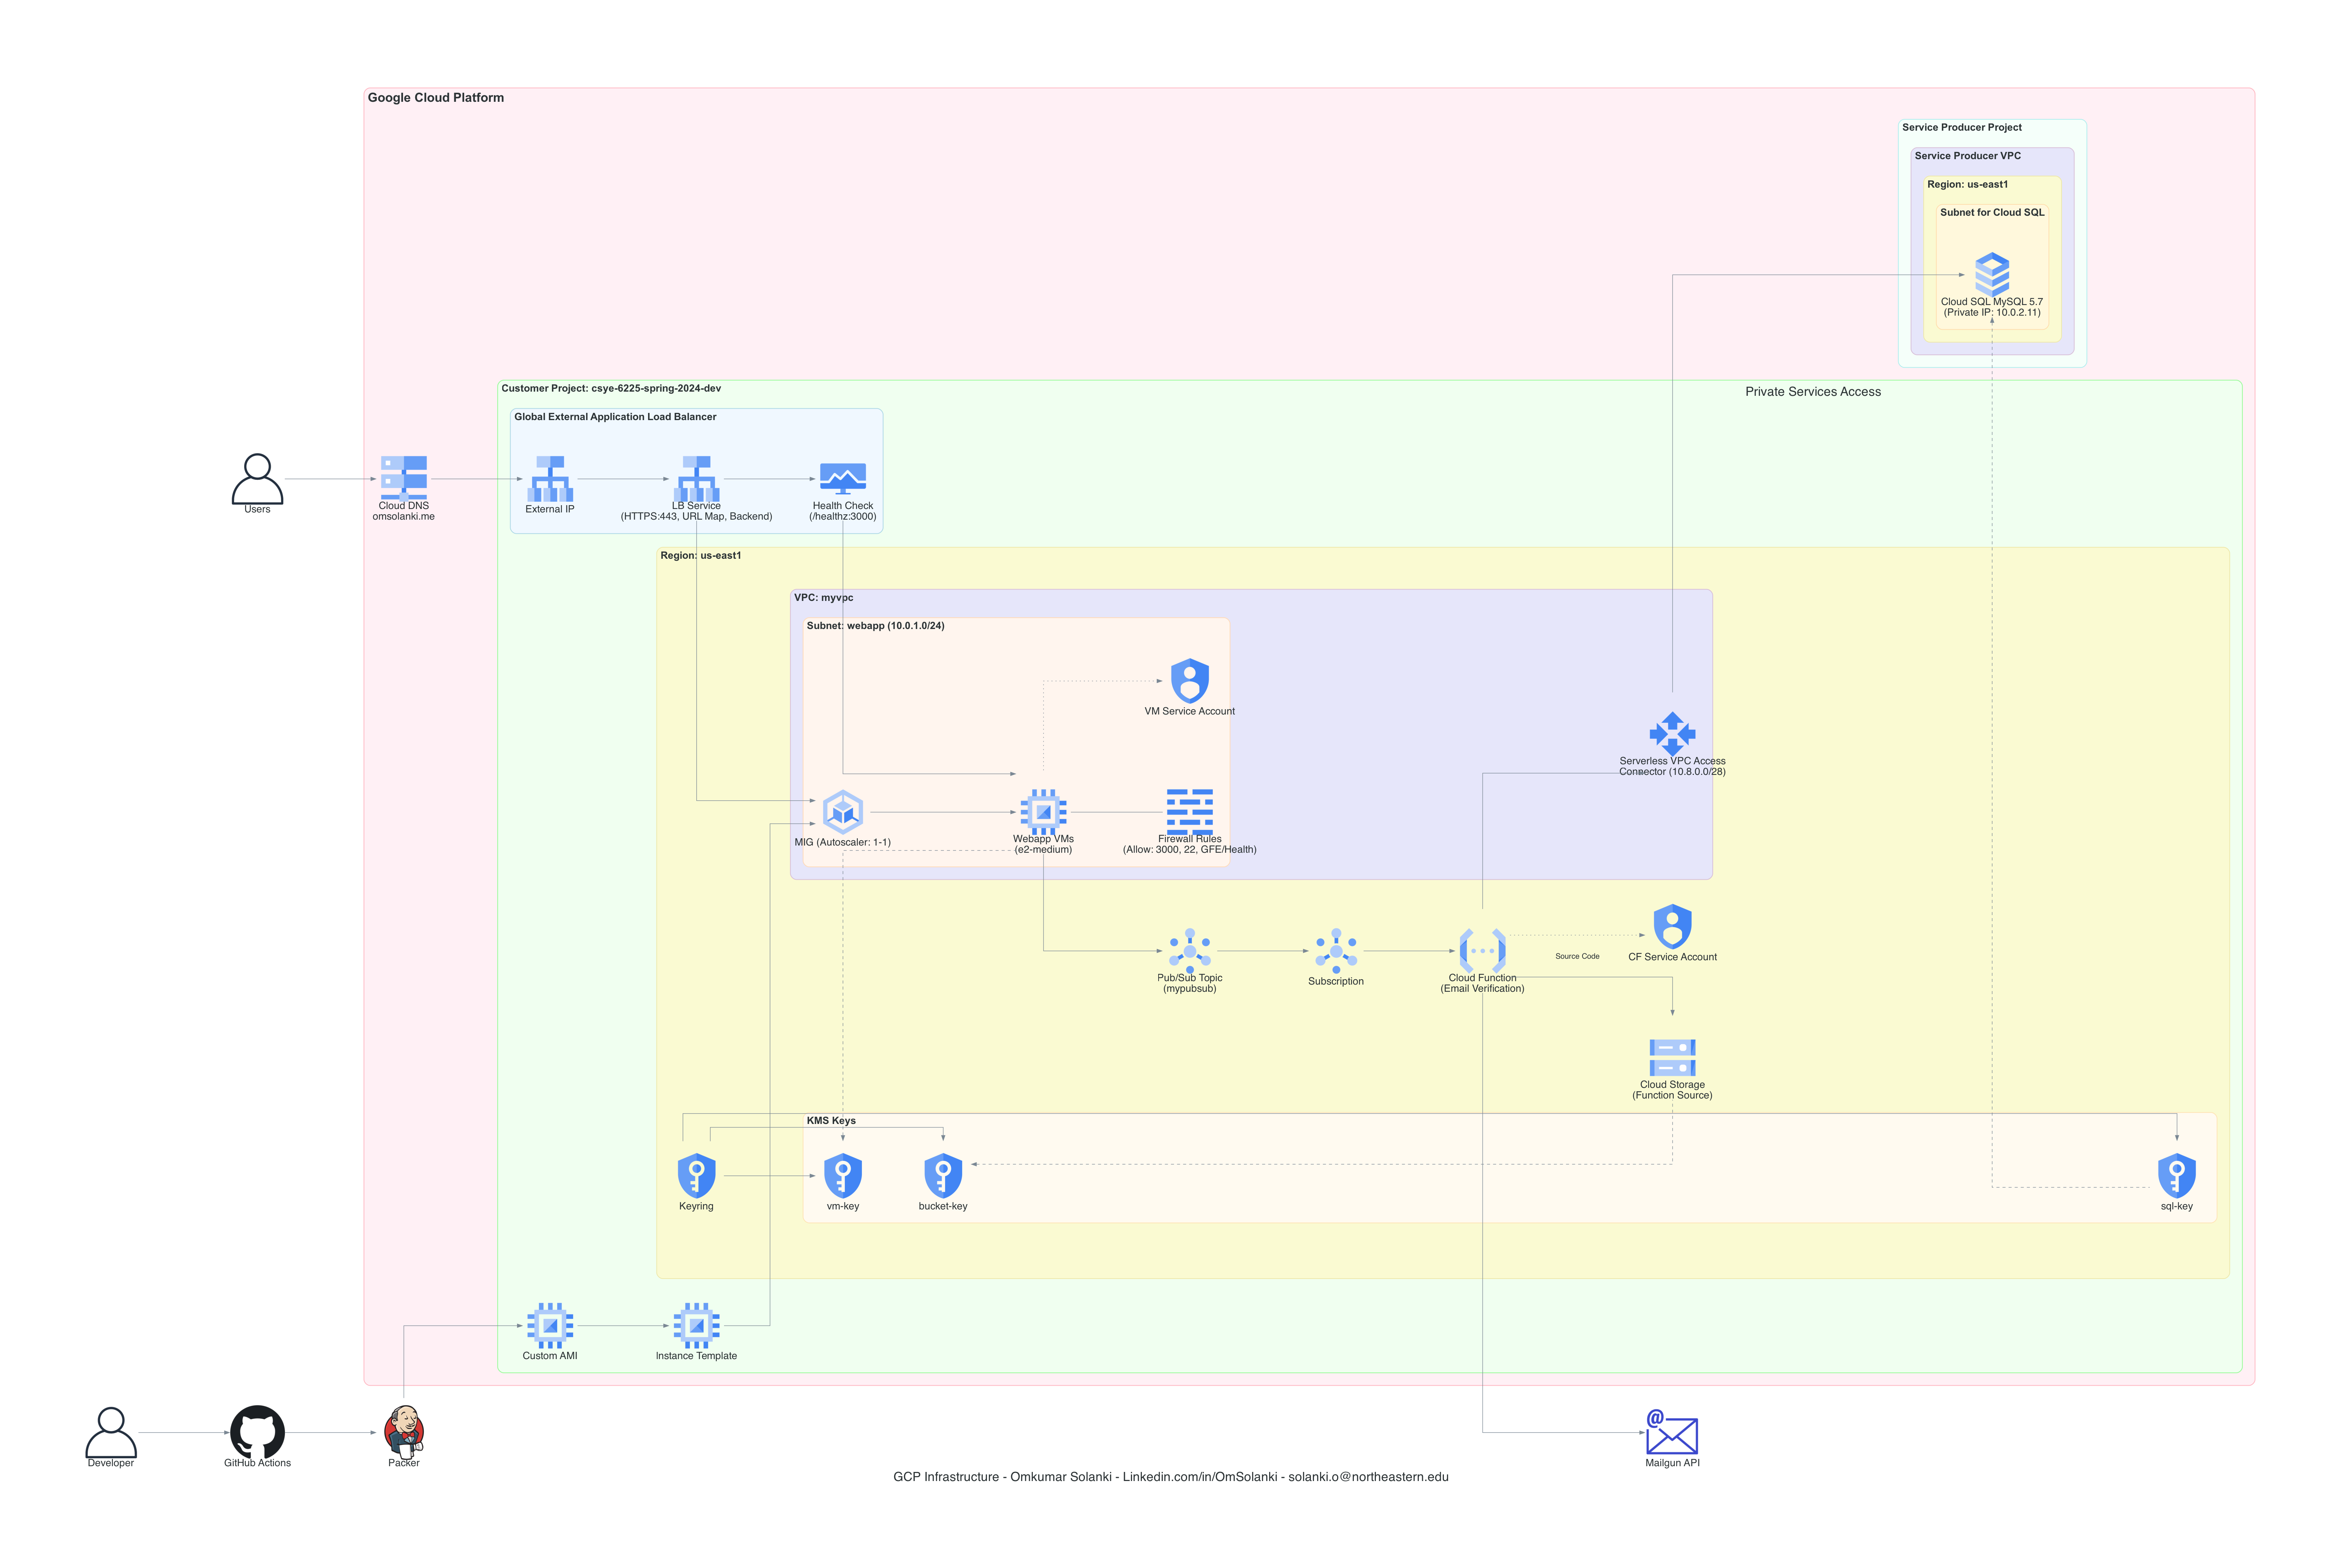 Google Cloud Platform
Service Producer Project
Service Producer VPC
Region: us-east1
Subnet for Cloud SQL
Cloud SQL MySQL 5.7
(Private IP: 10.0.2.11)
Customer Project: csye-6225-spring-2024-dev
Private Services Access
Global External Application Load Balancer
Users
Cloud DNS
omsolanki.me
External IP
LB Service
(HTTPS:443, URL Map, Backend)
Health Check
(/healthz:3000)
Region: us-east1
VPC: myvpc
Subnet: webapp (10.0.1.0/24)
VM Service Account
Serverless VPC Access
Connector (10.8.0.0/28)
MIG (Autoscaler: 1-1)
Webapp VMs
(e2-medium)
Firewall Rules
(Allow: 3000, 22, GFE/Health)
Pub/Sub Topic
(mypubsub)
Subscription
Cloud Function
(Email Verification)
Source Code
CF Service Account
Cloud Storage
(Function Source)
KMS Keys
Keyring
vm-key
bucket-key
sql-key
Custom AMI
Instance Template
Developer
GitHub Actions
Packer
Mailgun API
GCP Infrastructure - Omkumar Solanki - Linkedin.com/in/OmSolanki - solanki.o@northeastern.edu